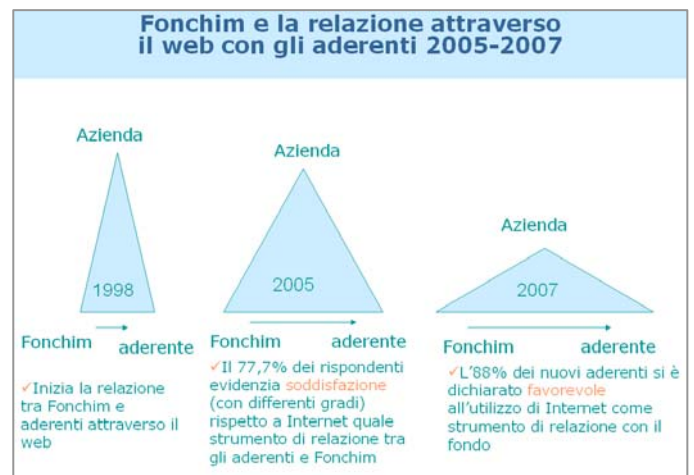 Fonchim e la relazione attraverso
il web con gli aderenti 2005-2007
Azienda
1998
Fonchim
aderente
✓Inizia la relazione
tra Fonchim e
aderenti attraverso il
web
Azienda
2005
Fonchim
aderente
✓Il 77,7% dei rispondenti
evidenzia soddisfazione
(con differenti gradi)
rispetto a Internet quale
strumento di relazione tra
gli aderenti e Fonchim
Azienda
2007
Fonchim
aderente
✓L'88% dei nuovi aderenti si è
dichiarato favorevole
all'utilizzo di Internet come
strumento di relazione con il
fondo